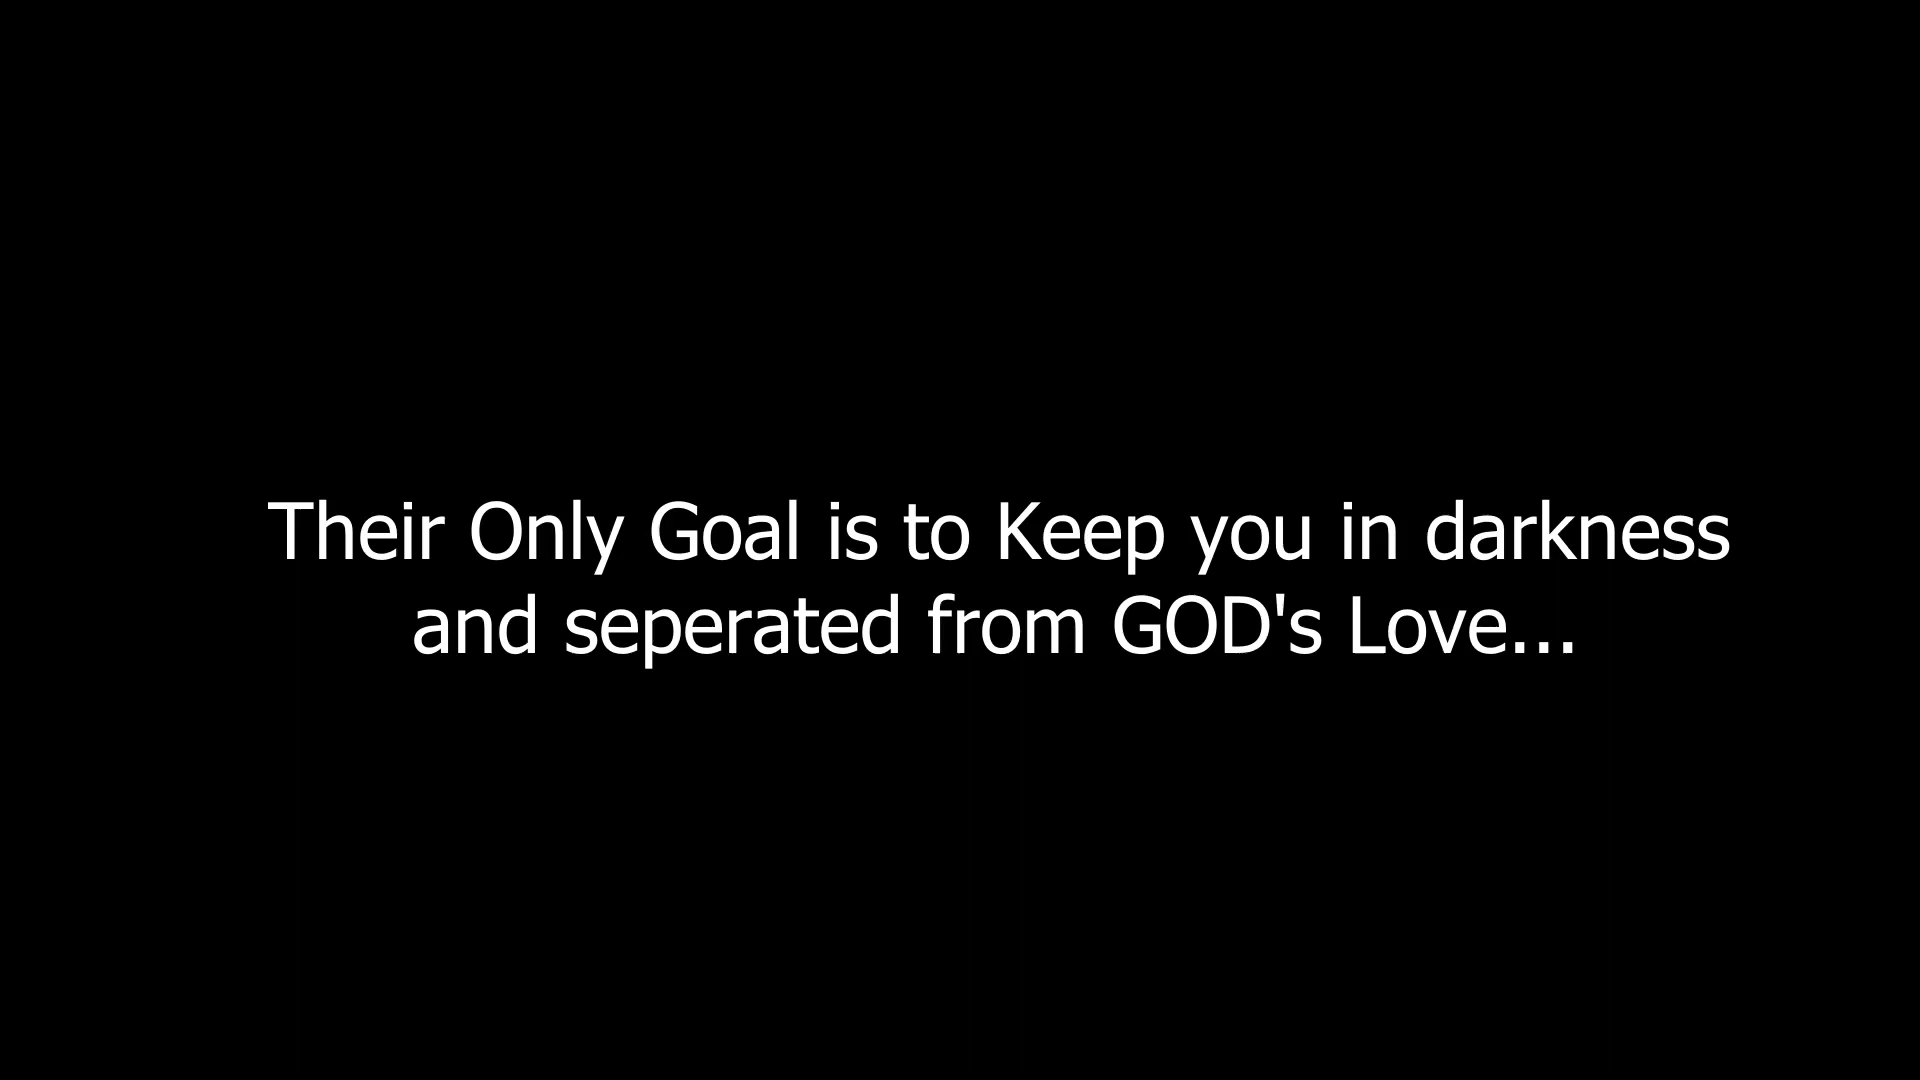 Their Only Goal is to Keep you in darkness
and seperated from GOD's Love...